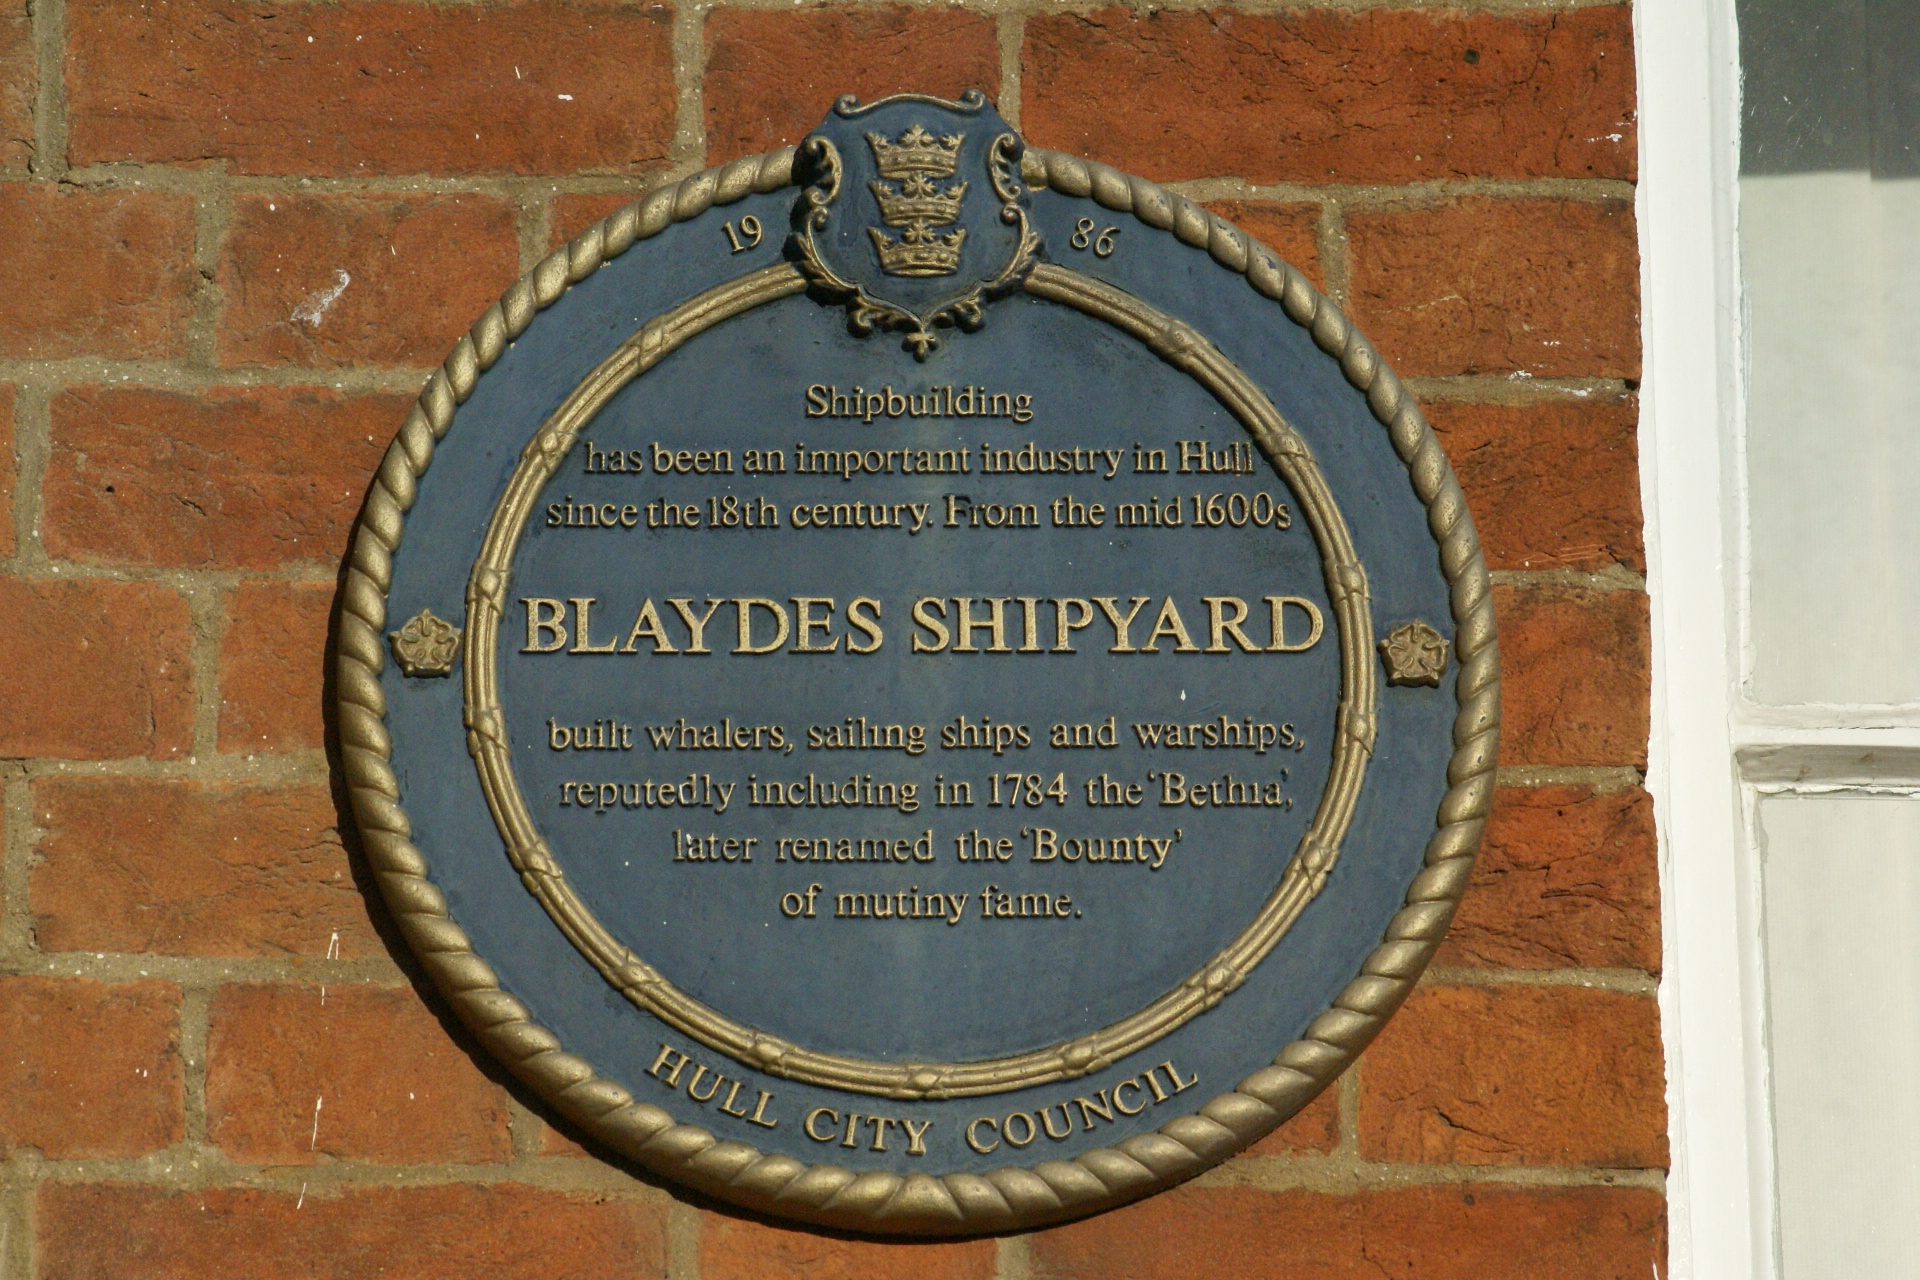 19 86
Shipbuilding
has been an important industry in Hull
since the 18th century. From the mid 1600s
BLAYDES SHIPYARD
built whalers, sailing ships and warships,
reputedly including in 1784 the 'Bethia',
later renamed the 'Bounty'
of mutiny fame.
HULL CITY COUNCIL